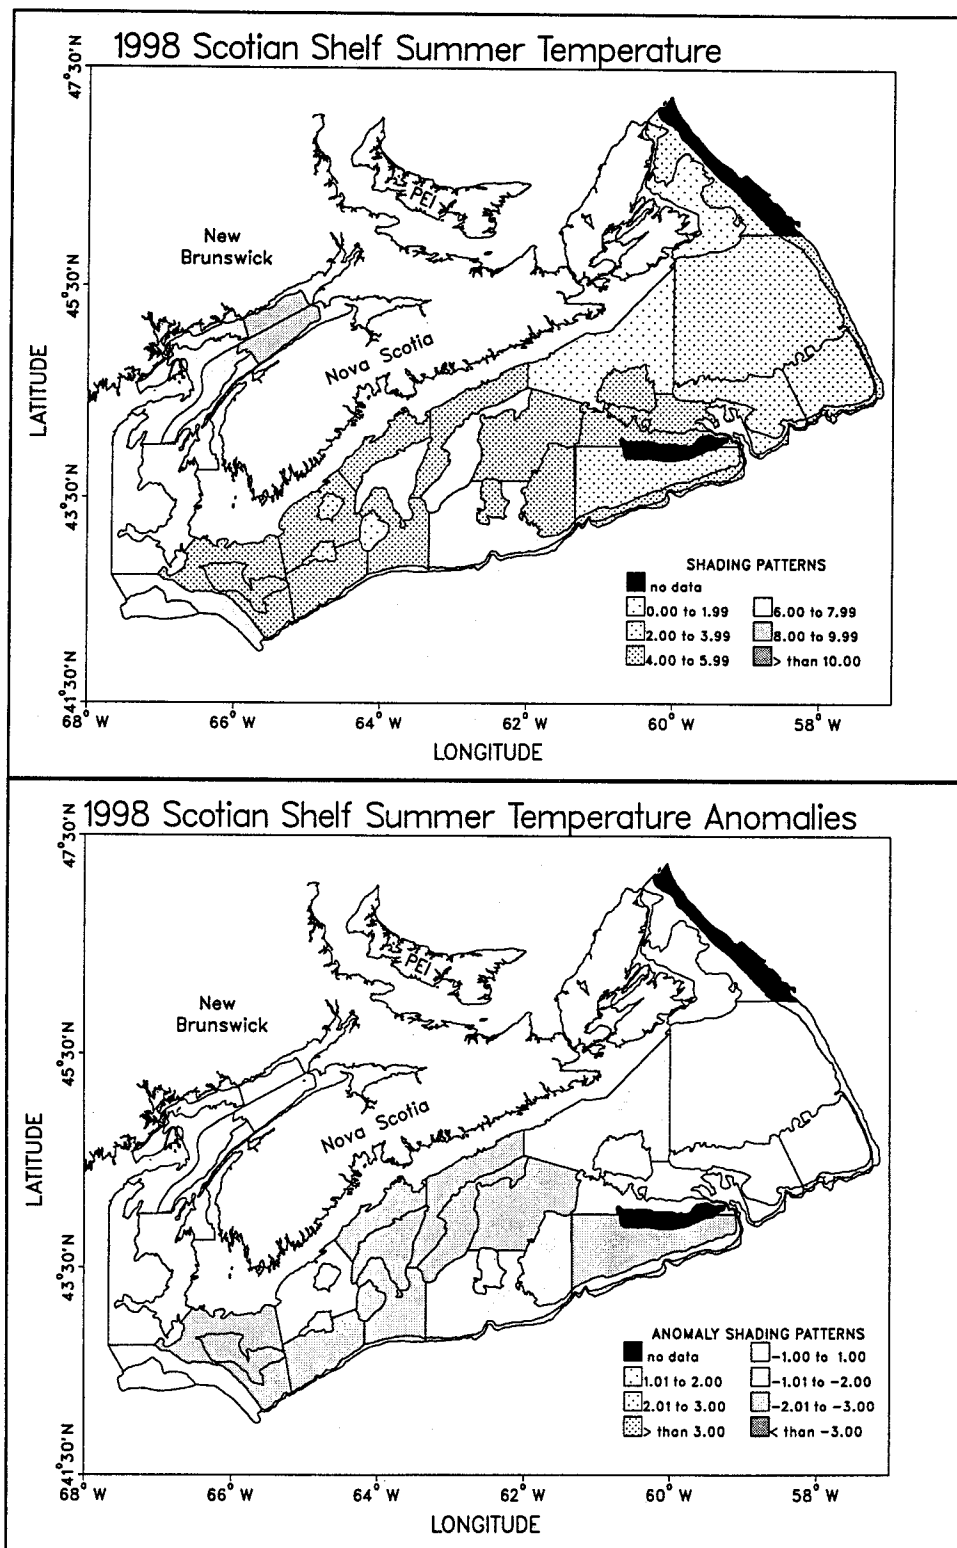 1998 Scotian Shelf Summer Temperature
47°30'N
45°30'N
43°30'N
41°30'N
LATITUDE
New
Brunswick
PEI
Nova Scotia
SHADING PATTERNS
no data
0.00 to 1.99
6.00 to 7.99
2.00 to 3.99
8.00 to 9.99
4.00 to 5.99
> than 10.00
68° W
66° W
64° W
62° W
60° W
58° W
LONGITUDE
1998 Scotian Shelf Summer Temperature Anomalies
47°30'N
45°30'N
43°30'N
41°30'N
LATITUDE
New
Brunswick
PEI
Nova Scotia
ANOMALY SHADING PATTERNS
no data
-1.00 to 1.00
1.01 to 2.00
-1.01 to -2.00
2.01 to 3.00
-2.01 to -3.00
> than 3.00
< than -3.00
68° W
66° W
64° W
62° W
60° W
58° W
LONGITUDE